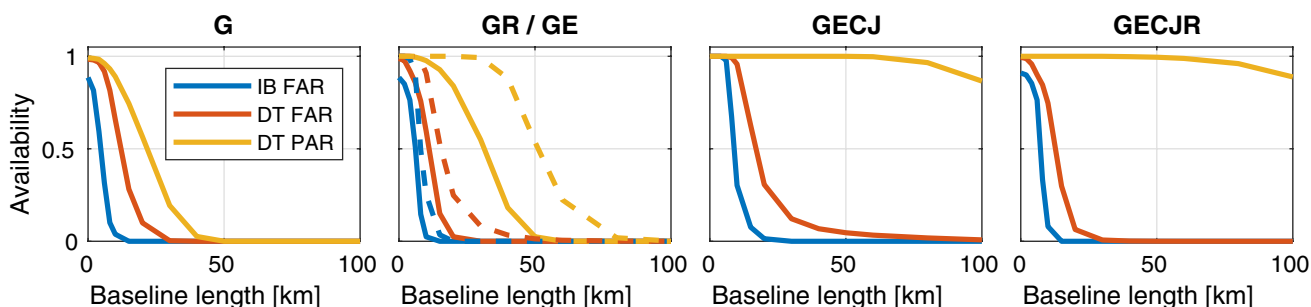 G
GR / GE
GECJ
GECJR
Availability
1
0.5
0
IB FAR
DT FAR
DT PAR
0 50 100
0 50 100
0 50 100
0 50 100
Baseline length [km]
Baseline length [km]
Baseline length [km]
Baseline length [km]